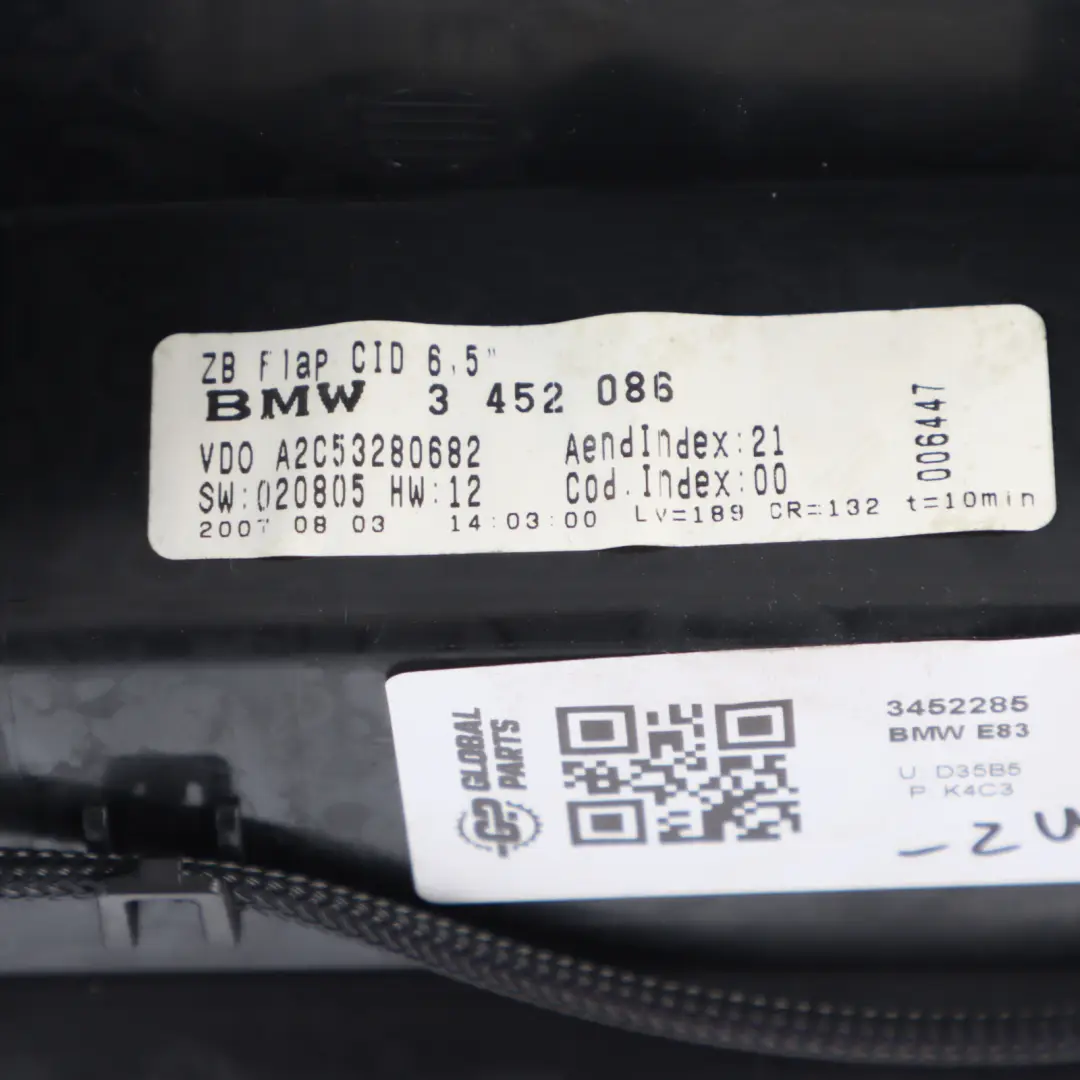 ZB Flap CID 6,5"
BMW 3 452 086
VDO A2C53280682 AendIndex:21
SW:020805 HW:12 Cod.Index:00
2007 08 03 14:03:00 Lv=189 CR=132 t=10min
006447
GLOBAL
PARTS
3452285
BMW E83
U D35B5
P K4C3